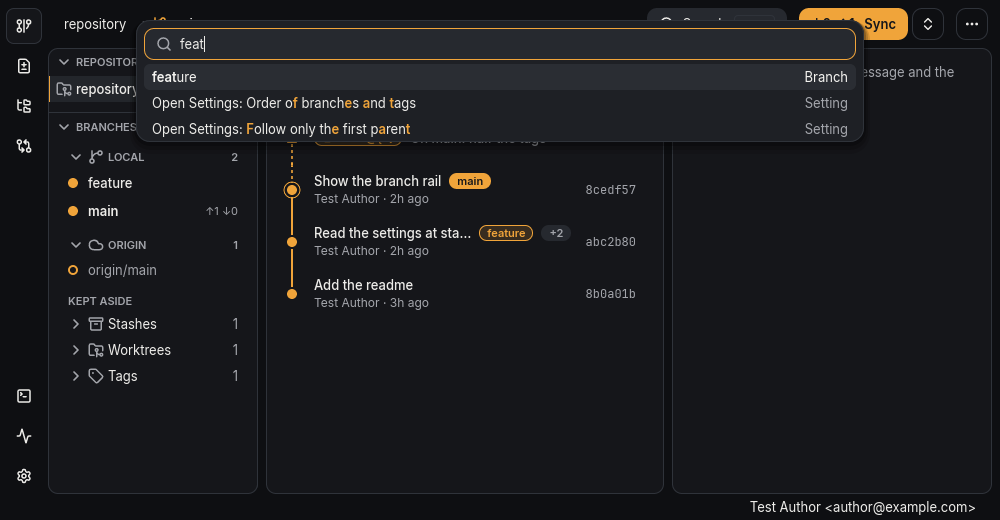 repository
Sync
feat
feature Branch
Open Settings: Order of branches and tags Setting
Open Settings: Follow only the first parent Setting
essage and the
REPOSITOR
repository
BRANCHES
LOCAL 2
feature
main ↑1 ↓0
ORIGIN 1
origin/main
KEPT ASIDE
Stashes 1
Worktrees 1
Tags 1
Show the branch rail main
Test Author · 2h ago 8cedf57
Read the settings at sta... feature +2
Test Author · 2h ago abc2b80
Add the readme
Test Author · 3h ago 8b0a01b
Test Author <author@example.com>